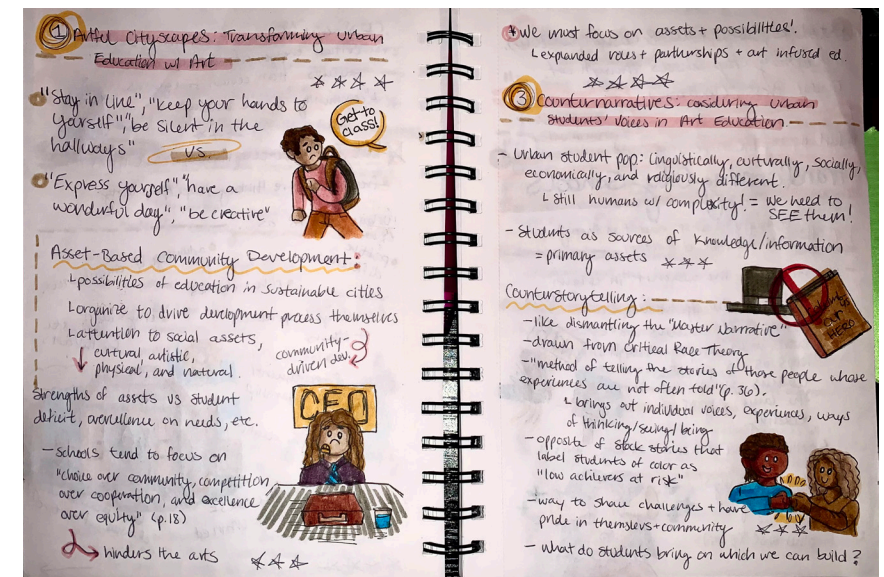 ① Artful Cityscapes: Transforming Urban
Education w/ Art
"Stay in line", "keep your hands to
yourself", "be silent in the
hallways"
vs.
Get to
class!
"Express yourself", "have a
wonderful day", "be creative"
Asset-Based Community Development:
possibilities of education in sustainable cities
organize to drive development process themselves
attention to social assets,
cultural, artistic,
physical, and natural.
community-
driven dev.
strengths of assets vs student
deficit, overreliance on needs, etc.
CEO
- schools tend to focus on
"choice over community, competition
over cooperation, and excellence
over equity" (p.18)
hinders the arts
* We must focus on assets + possibilities!
expanded roles + partnerships + art infused ed.
③ Counternarratives: considering Urban
students' Voices in Art Education
- Urban student pop: linguistically, culturally, socially,
economically, and religiously different.
still humans w/ complexity! = we need to
SEE them!
- Students as sources of knowledge/information
= primary assets
Counterstorytelling:
- like dismantling the "Master Narrative"
- drawn from Critical Race Theory
- "method of telling the stories of those people whose
experiences are not often told" (p. 36).
brings out individual voices, experiences, ways
of thinking/seeing/being
- opposite of stock stories that
label students of color as
"low achievers at risk"
- way to share challenges + have
pride in themselves + community
- what do students bring on which we can build?